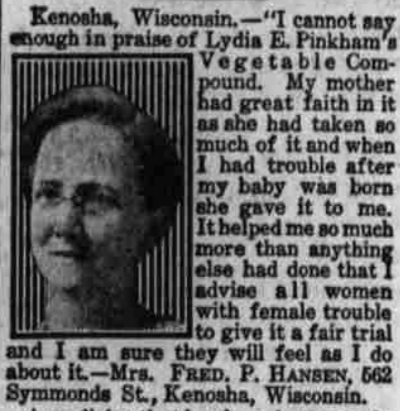 Kenosha, Wisconsin.—"I cannot say
enough in praise of Lydia E. Pinkham's
Vegetable Com-
pound. My mother
had great faith in it
as she had taken so
much of it and when
I had trouble after
my baby was born
she gave it to me.
It helped me so much
more than anything
else had done that I
advise all women
with female trouble
to give it a fair trial
and I am sure they will feel as I do
about it.—Mrs. FRED. P. HANSEN, 562
Symmonds St., Kenosha, Wisconsin.